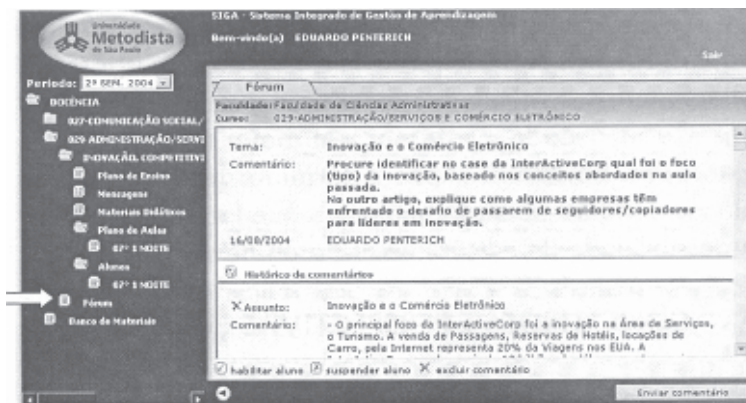 SIGA - Sistema Integrado de Gestão de Aprendizagem
Universidade
Metodista
de São Paulo
Bem-vindo(a) EDUARDO PENTERICH
Sair
Período: 2º SEM. 2004
DOCÊNCIA
027-COMUNICAÇÃO SOCIAL/
029-ADMINISTRAÇÃO/SERVI
INOVAÇÃO, COMPETITIVI
Plano de Ensino
Mensagens
Materiais Didáticos
Plano de Aulas
67º 1 NOITE
Alunos
67º 1 NOITE
Fórum
Banco de Materiais
Fórum
Faculdade: Faculdade de Ciências Administrativas
Curso: 029-ADMINISTRAÇÃO/SERVIÇOS E COMÉRCIO ELETRÔNICO
Tema: Inovação e o Comércio Eletrônico
Comentário: Procure identificar no case da InterActiveCorp qual foi o foco
(tipo) da inovação, baseado nos conceitos abordados na aula
passada.
No outro artigo, explique como algumas empresas têm
enfrentado o desafio de passarem de seguidores/copiadores
para líderes em inovação.
16/08/2004 EDUARDO PENTERICH
Histórico de comentários
Assunto: Inovação e o Comércio Eletrônico
Comentário: - O principal foco da InterActiveCorp foi a inovação na Área de Serviços,
o Turismo. A venda de Passagens, Reservas de Hotéis, locações de
Carro, pela Internet representa 20% da Viagens nos EUA. A
habilitar aluno suspender aluno excluir comentário
Enviar comentário